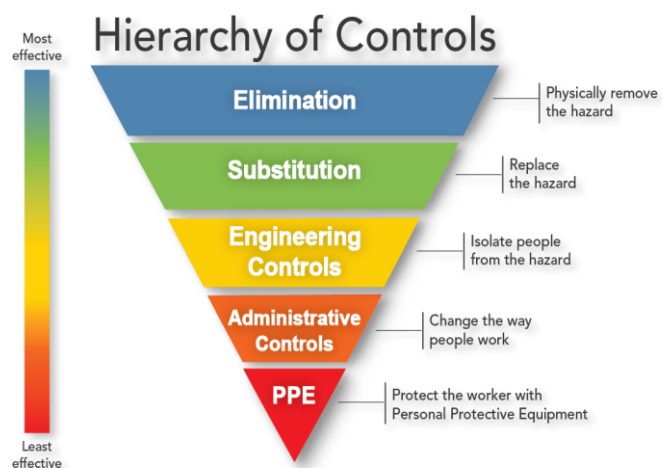 Hierarchy of Controls
Most
effective
Elimination
Physically remove
the hazard
Substitution
Replace
the hazard
Engineering
Controls
Isolate people
from the hazard
Administrative
Controls
Change the way
people work
PPE
Protect the worker with
Personal Protective Equipment
Least
effective